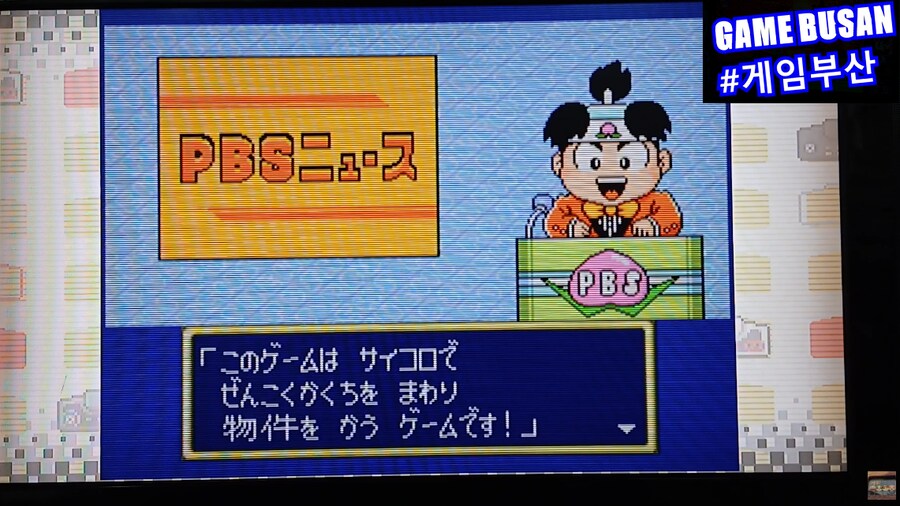 GAME BUSAN
#게임부산
PBSニュース
PBS
「このゲームは サイコロで
ぜんこくかくちを まわり
物件を かう ゲームです!」